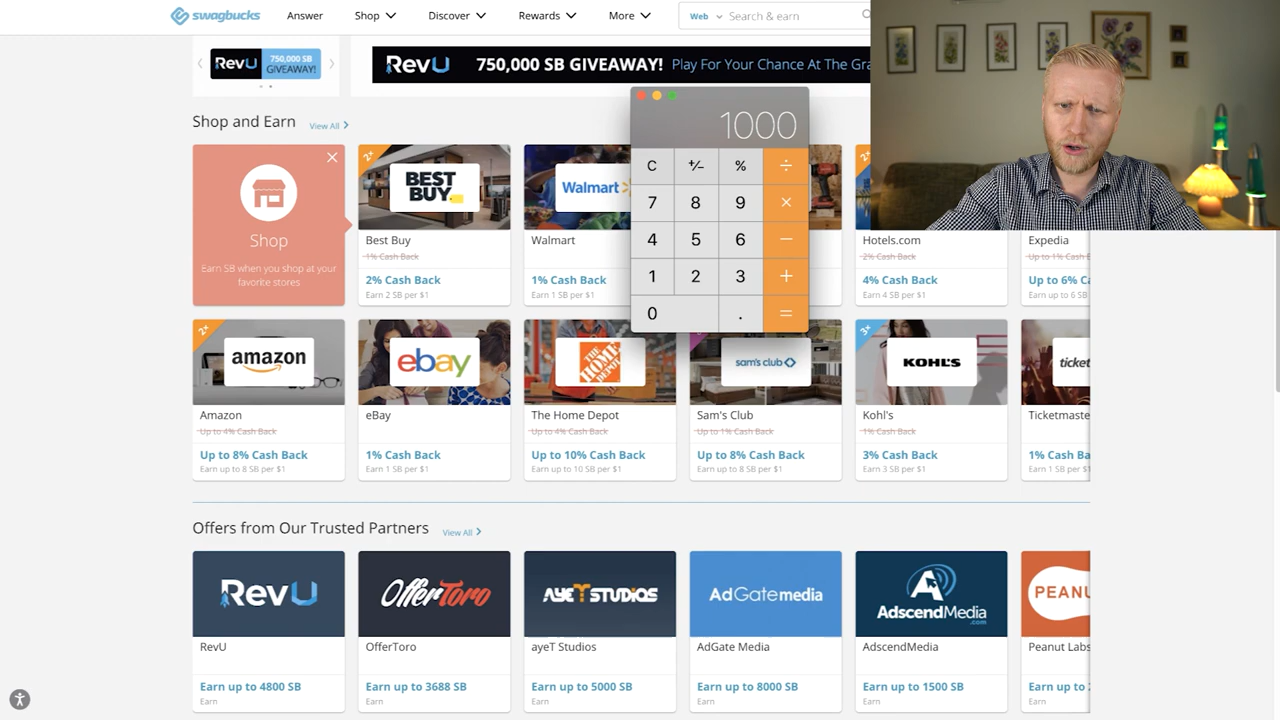 swagbucks
Answer
Shop
Discover
Rewards
More
Web
Search & earn
RevU
750,000 SB
GIVEAWAY!
RevU 750,000 SB GIVEAWAY! Play For Your Chance At The Gra
Shop and Earn
View All
1000
C
+/−
%
÷
7
8
9
×
4
5
6
−
1
2
3
+
0
.
=
Shop
Earn SB when you shop at your
favorite stores
2×
BEST
BUY
Best Buy
1% Cash Back
2% Cash Back
Earn 2 SB per $1
Walmart
Walmart
1% Cash Back
Earn 1 SB per $1
Hotels.com
2% Cash Back
4% Cash Back
Earn 4 SB per $1
Expedia
Up to 1% C
Up to 6% C
Earn up to 6 SB
2×
amazon
Amazon
Up to 4% Cash Back
Up to 8% Cash Back
Earn up to 8 SB per $1
ebay
eBay
1% Cash Back
Earn 1 SB per $1
THE HOME DEPOT
The Home Depot
Up to 4% Cash Back
Up to 10% Cash Back
Earn up to 10 SB per $1
sam's club
Sam's Club
Up to 1% Cash Back
Up to 8% Cash Back
Earn up to 8 SB per $1
3×
KOHL'S
Kohl's
1% Cash Back
3% Cash Back
Earn 3 SB per $1
ticket
Ticketmaste
1% Cash Ba
Earn 1 SB per $1
Offers from Our Trusted Partners
View All
RevU
RevU
Earn up to 4800 SB
Earn
OfferToro
OfferToro
Earn up to 3688 SB
Earn
AYET STUDIOS
ayeT Studios
Earn up to 5000 SB
Earn
AdGate media
AdGate Media
Earn up to 8000 SB
Earn
AdscendMedia
.com
AdscendMedia
Earn up to 1500 SB
Earn
PEANU
Peanut Labs
Earn up to
Earn